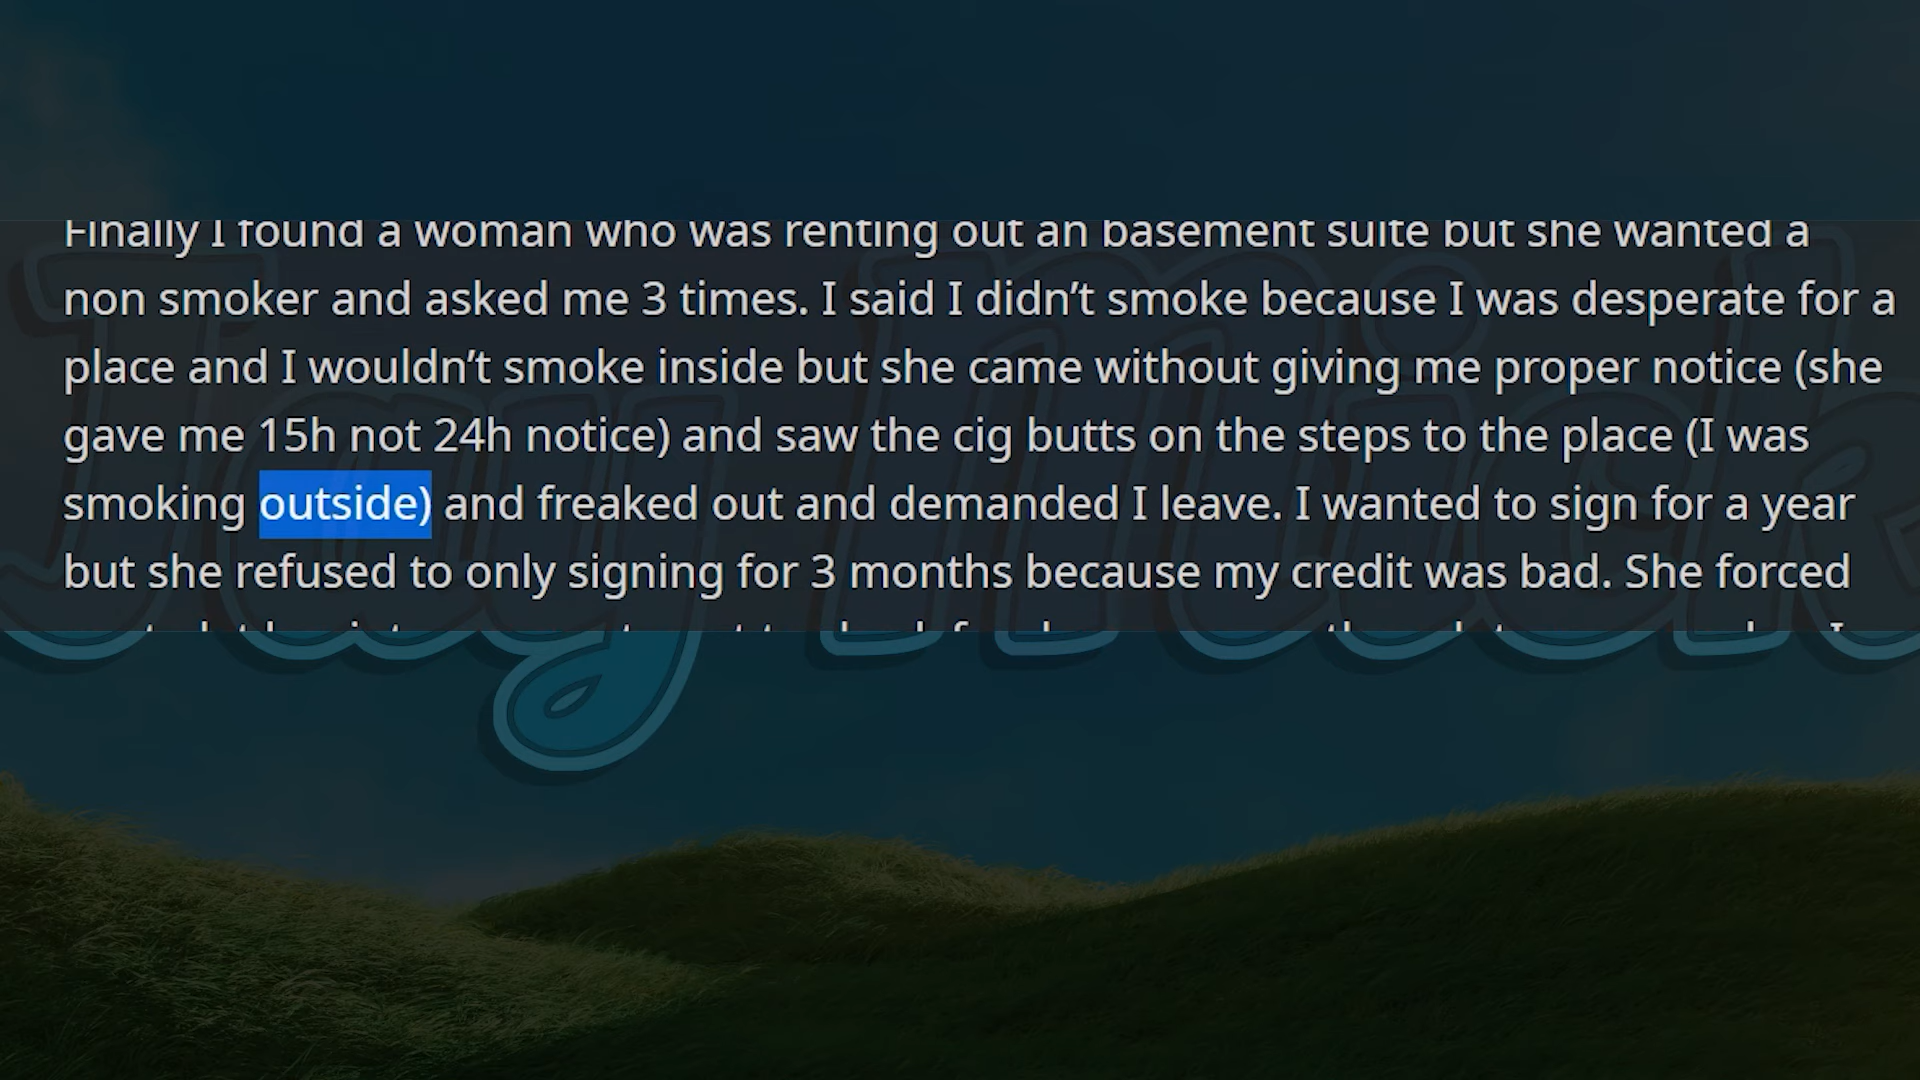 Finally I found a woman who was renting out an basement suite but she wanted a
non smoker and asked me 3 times. I said I didn’t smoke because I was desperate for a
place and I wouldn’t smoke inside but she came without giving me proper notice (she
gave me 15h not 24h notice) and saw the cig butts on the steps to the place (I was
smoking outside) and freaked out and demanded I leave. I wanted to sign for a year
but she refused to only signing for 3 months because my credit was bad. She forced
Jay Mick